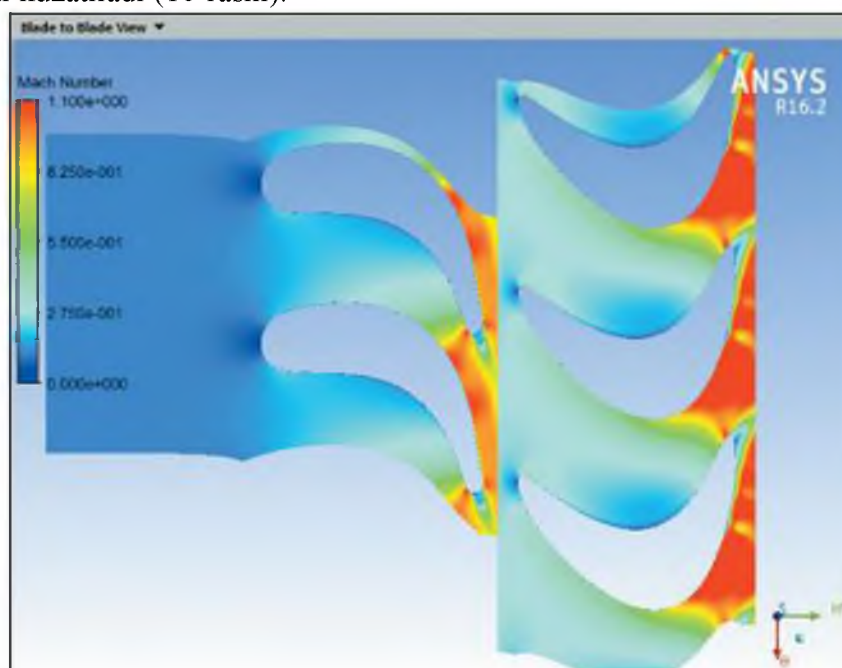 Blade to Blade View
Mach Number
1.100e+000
8.250e-001
5.500e-001
2.750e-001
0.000e+000
ANSYS
R16.2